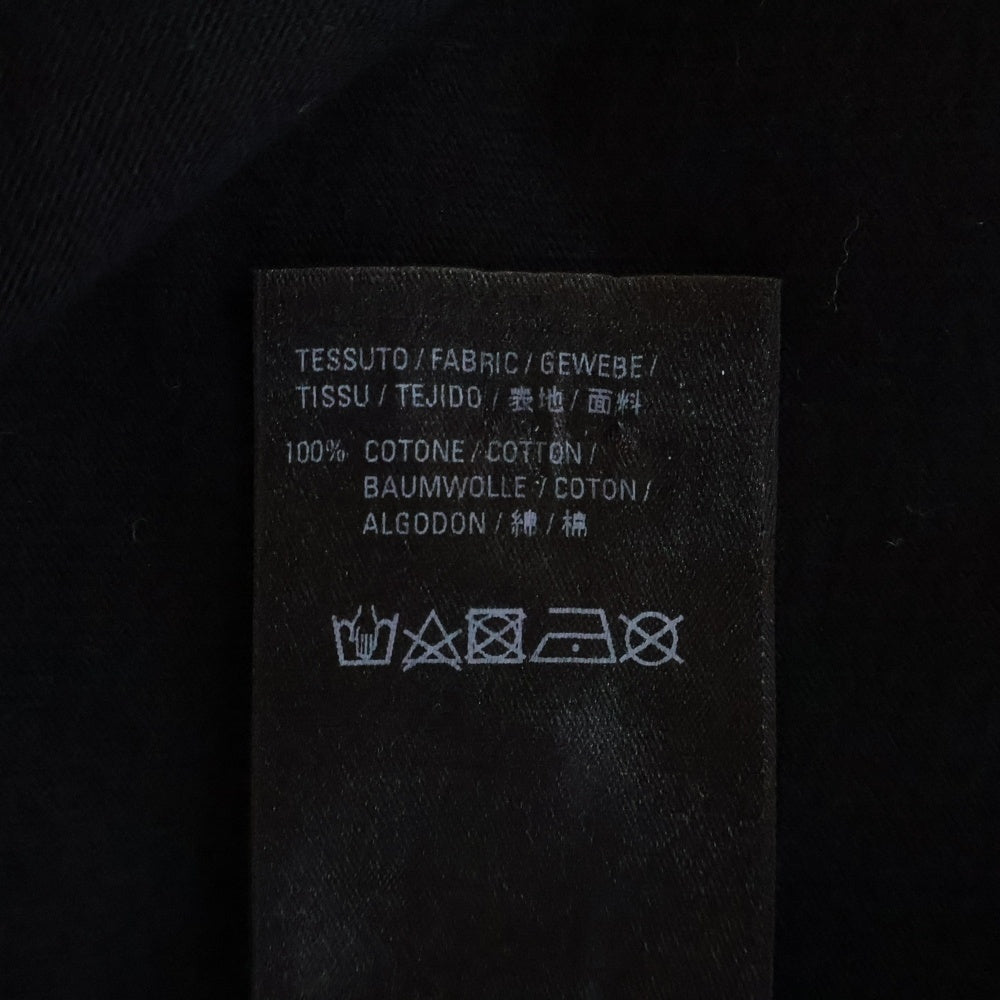 TESSUTO / FABRIC / GEWEBE /
TISSU / TEJIDO / 表地 / 面料
100% COTONE / COTTON /
BAUMWOLLE / COTON /
ALGODON / 綿 / 棉